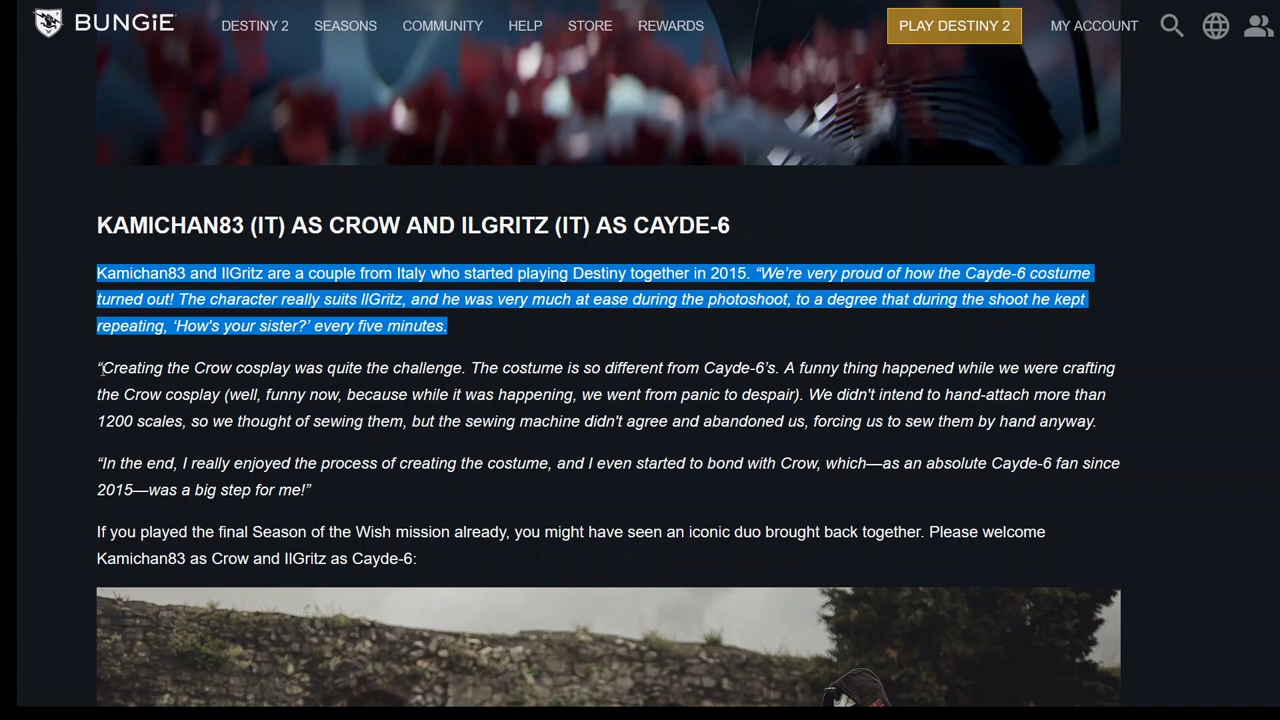 BUNGiE DESTINY 2 SEASONS COMMUNITY HELP STORE REWARDS PLAY DESTINY 2 MY ACCOUNT
KAMICHAN83 (IT) AS CROW AND ILGRITZ (IT) AS CAYDE-6
Kamichan83 and IlGritz are a couple from Italy who started playing Destiny together in 2015. “We’re very proud of how the Cayde-6 costume
turned out! The character really suits IlGritz, and he was very much at ease during the photoshoot, to a degree that during the shoot he kept
repeating, ‘How's your sister?’ every five minutes.
“Creating the Crow cosplay was quite the challenge. The costume is so different from Cayde-6’s. A funny thing happened while we were crafting
the Crow cosplay (well, funny now, because while it was happening, we went from panic to despair). We didn't intend to hand-attach more than
1200 scales, so we thought of sewing them, but the sewing machine didn't agree and abandoned us, forcing us to sew them by hand anyway.
“In the end, I really enjoyed the process of creating the costume, and I even started to bond with Crow, which—as an absolute Cayde-6 fan since
2015—was a big step for me!”
If you played the final Season of the Wish mission already, you might have seen an iconic duo brought back together. Please welcome
Kamichan83 as Crow and IlGritz as Cayde-6: